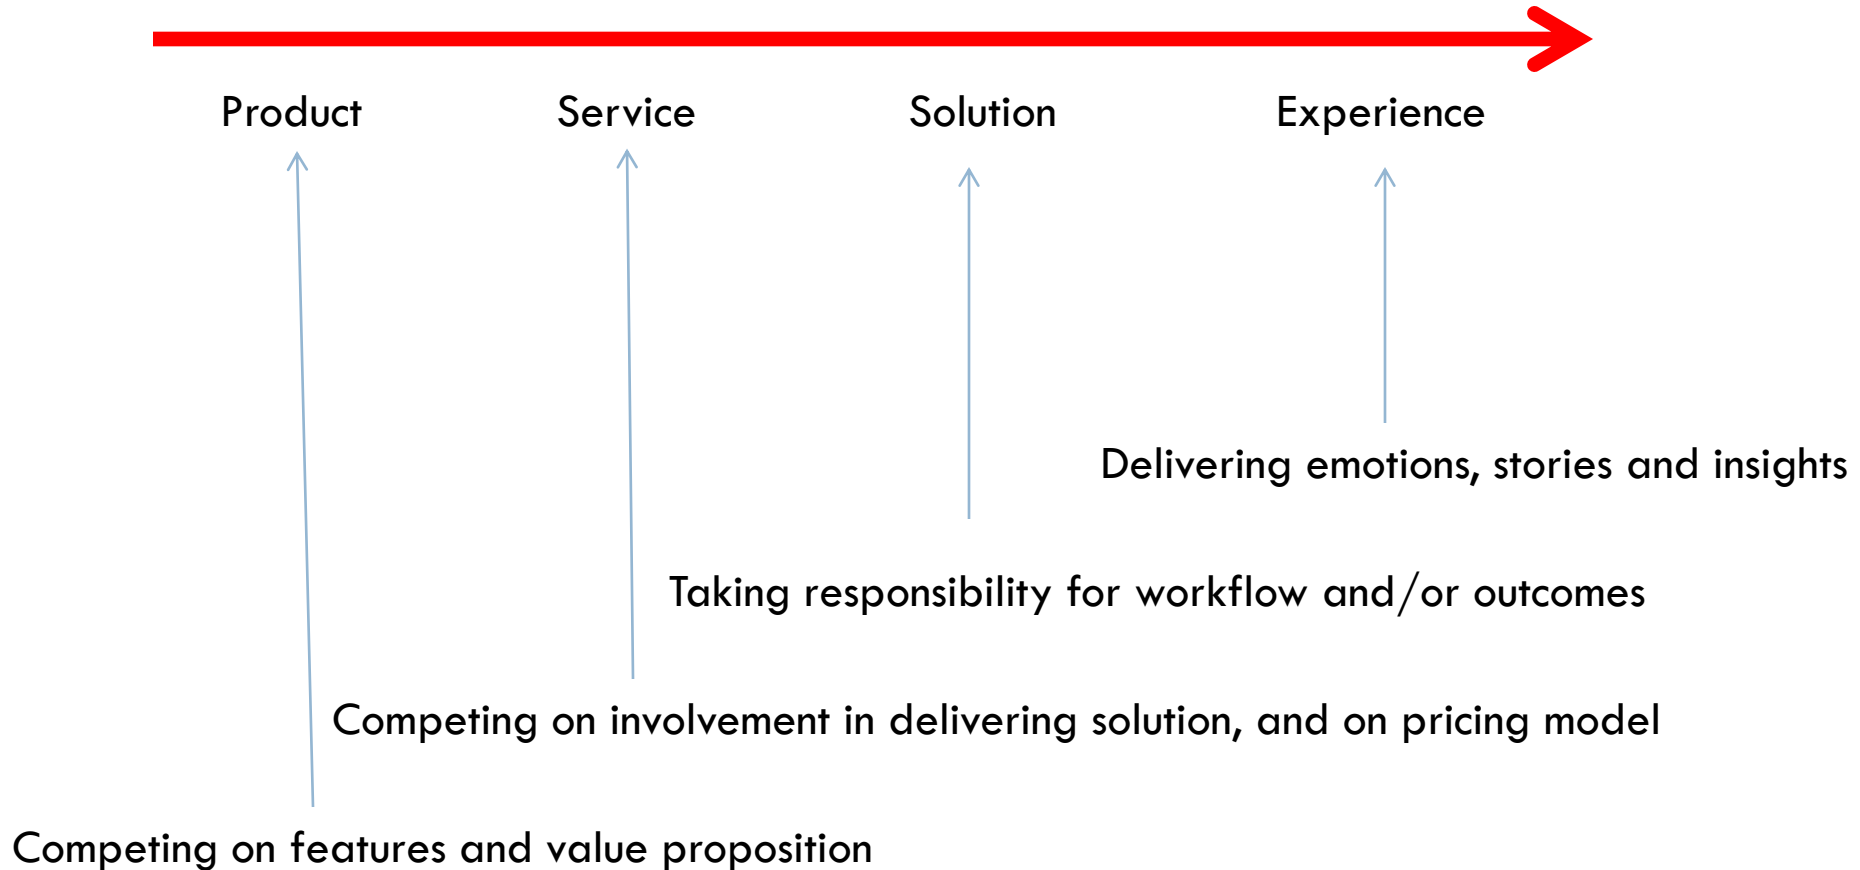 Product
Service
Solution
Experience
Delivering emotions, stories and insights
Taking responsibility for workflow and/or outcomes
Competing on involvement in delivering solution, and on pricing model
Competing on features and value proposition